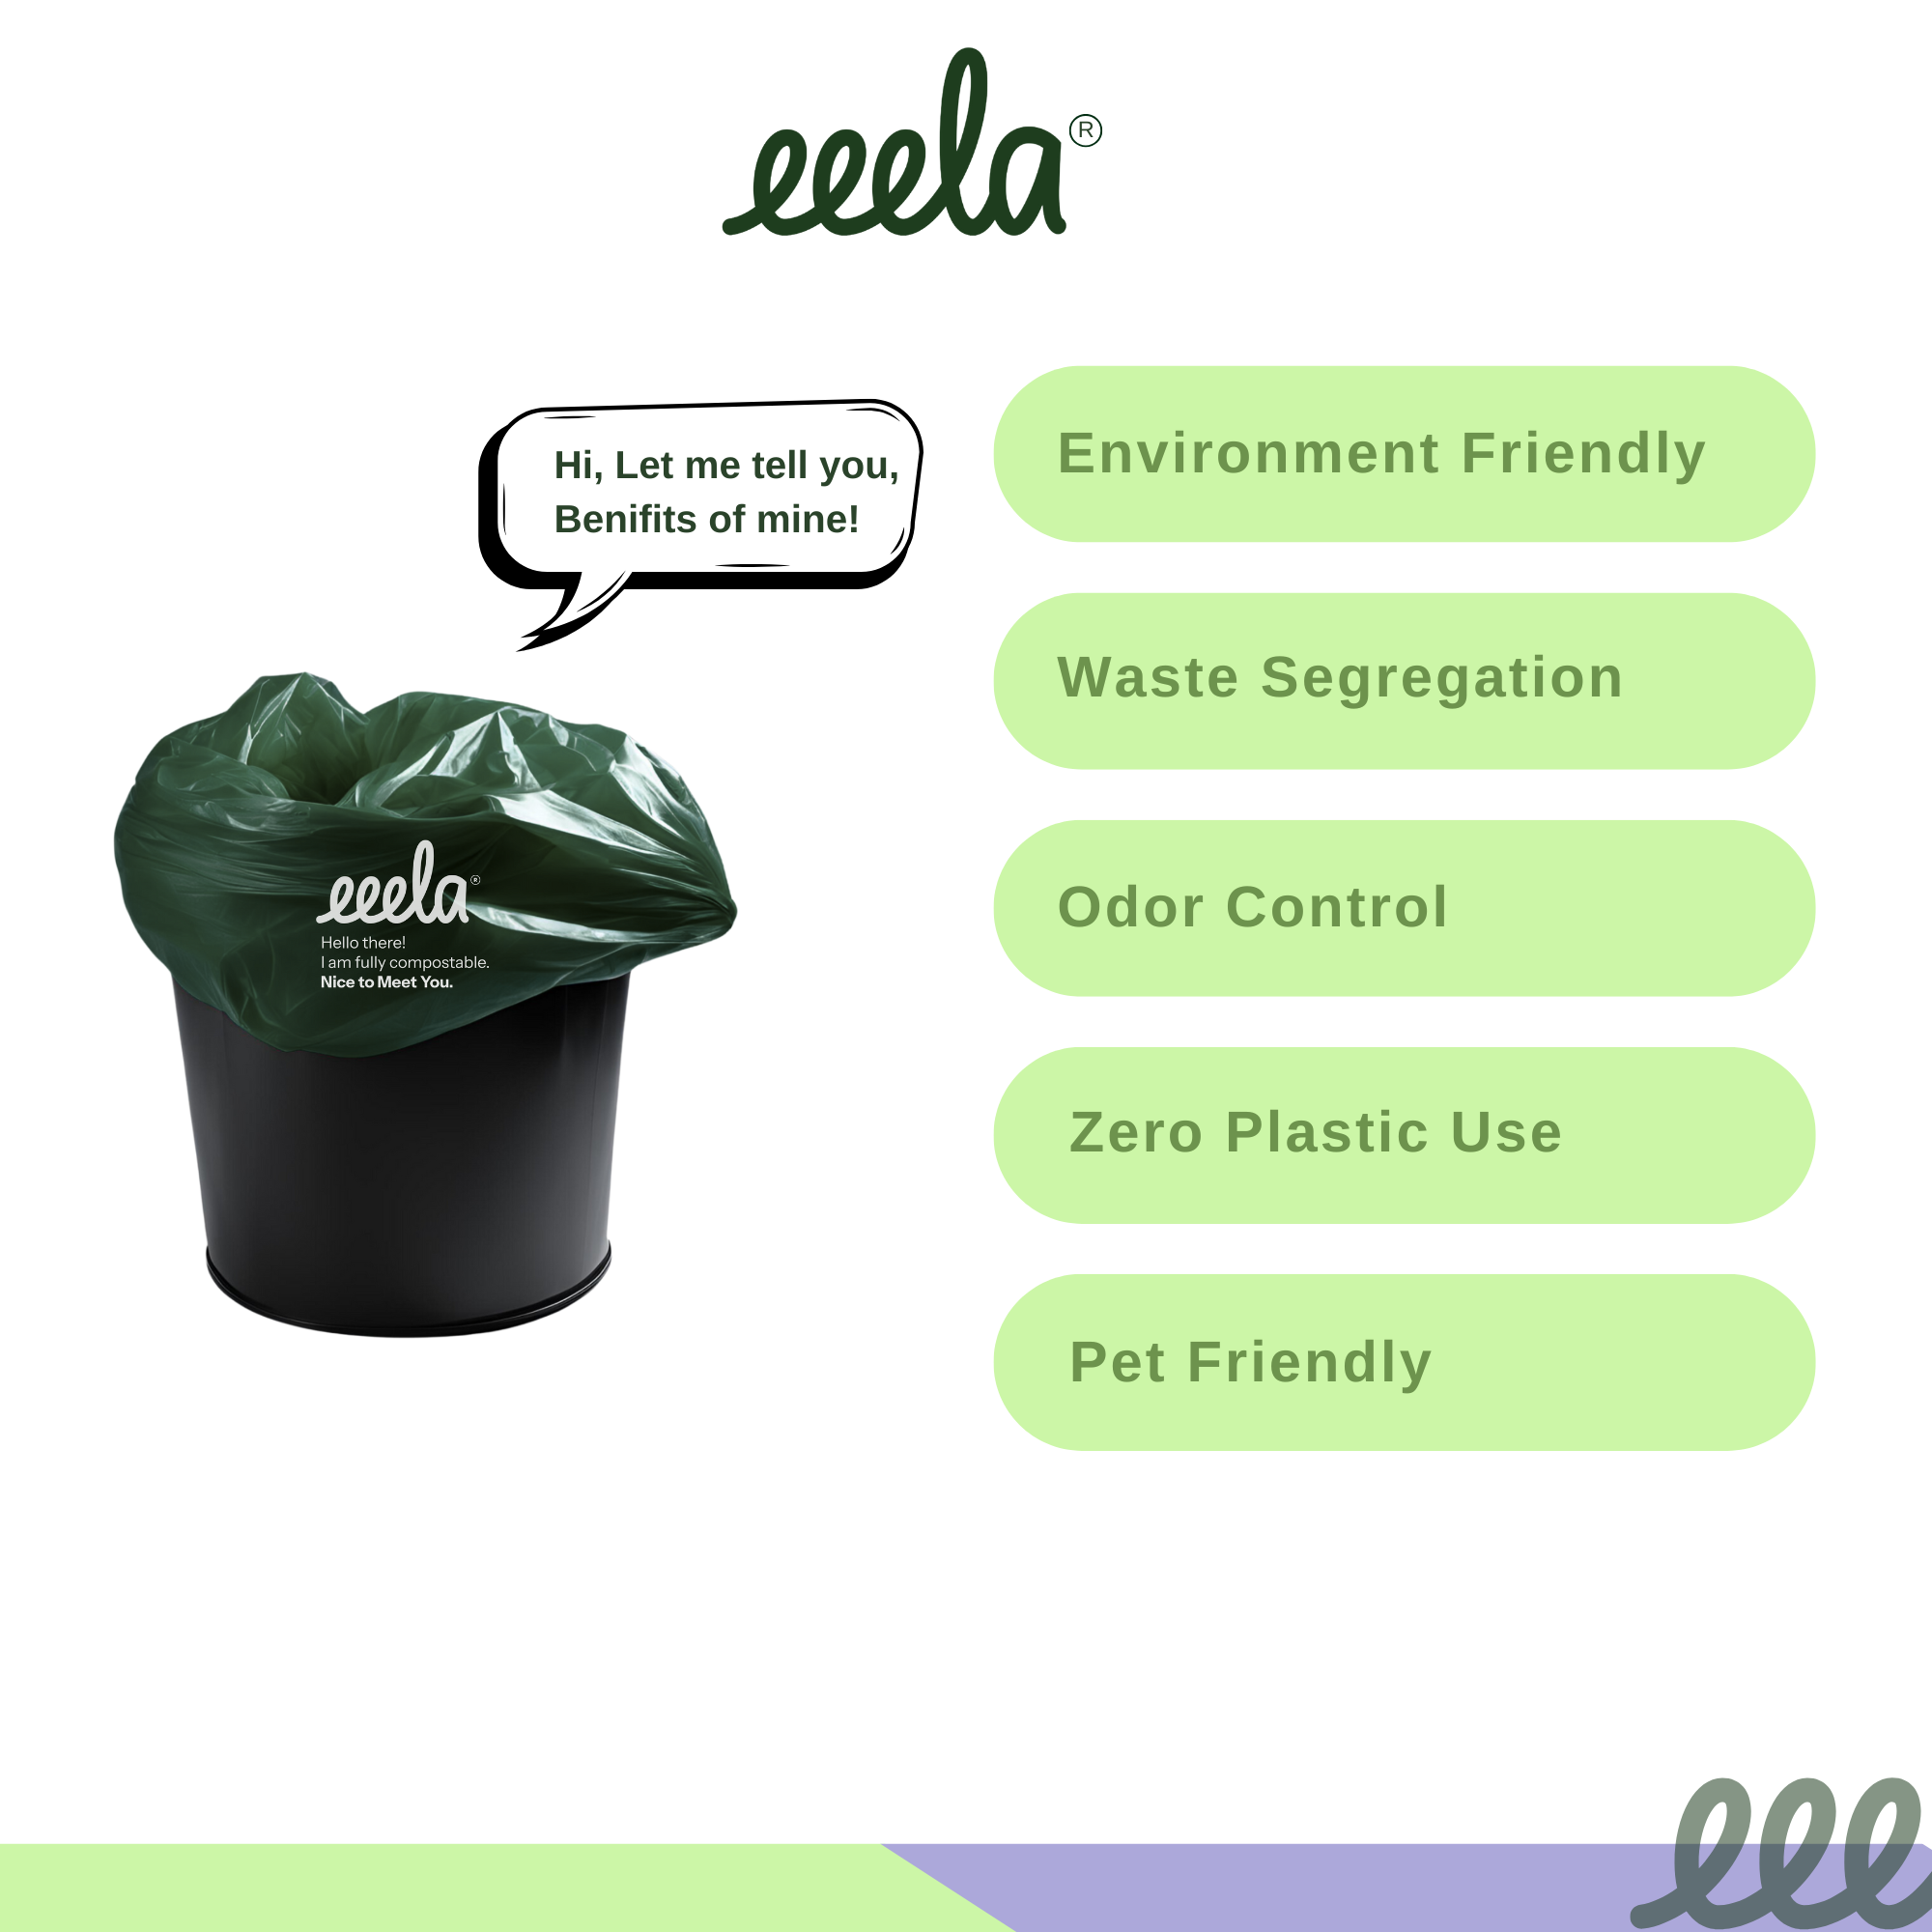 eeela®
Hi, Let me tell you,
Benifits of mine!
Environment Friendly
Waste Segregation
Odor Control
Zero Plastic Use
Pet Friendly
eeela®
Hello there!
I am fully compostable.
Nice to Meet You.
eee